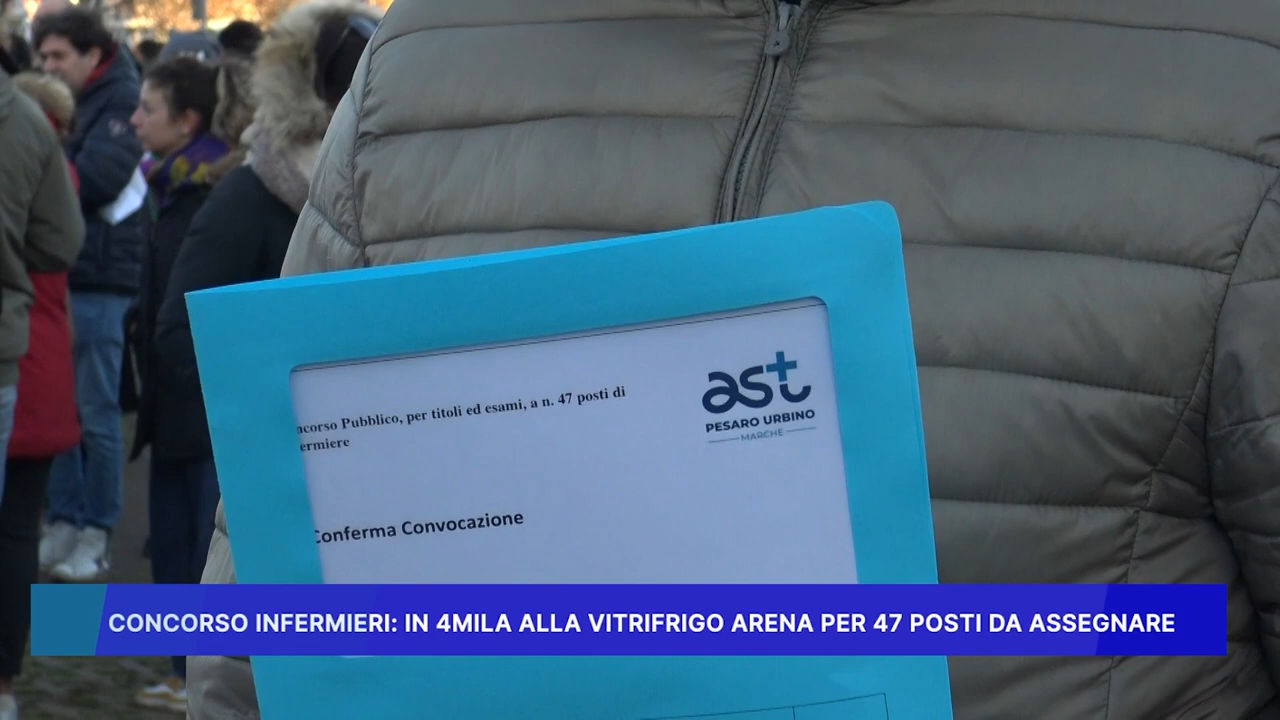 ncorso Pubblico, per titoli ed esami, a n. 47 posti di
ermiere
ast
PESARO URBINO
MARCHE
Conferma Convocazione
CONCORSO INFERMIERI: IN 4MILA ALLA VITRIFRIGO ARENA PER 47 POSTI DA ASSEGNARE